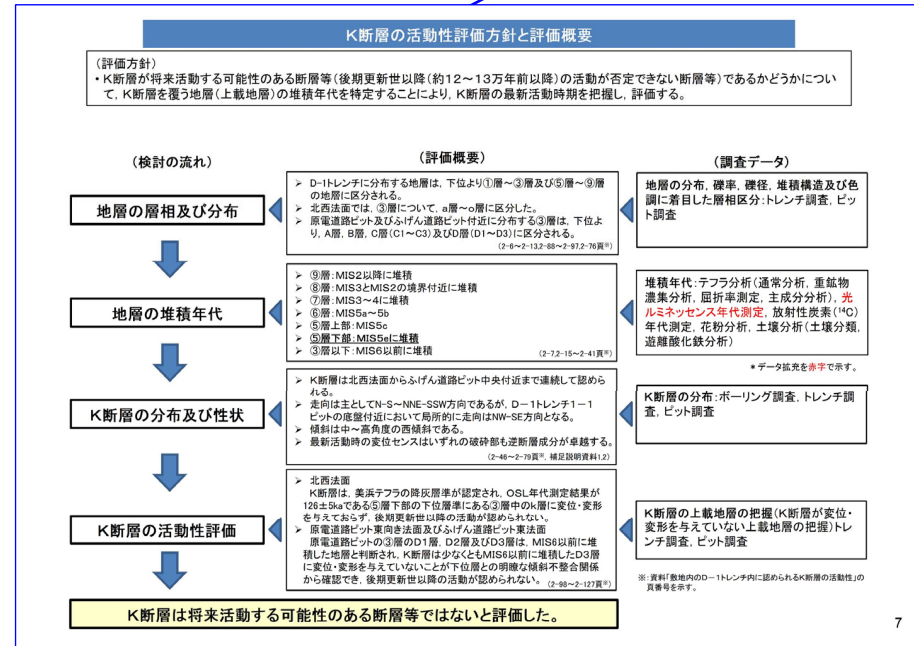 K断層の活動性評価方針と評価概要
(評価方針)
・K断層が将来活動する可能性のある断層等(後期更新世以降(約12~13万年前以降)の活動が否定できない断層等)であるかどうかについ
て,K断層を覆う地層(上載地層)の堆積年代を特定することにより,K断層の最新活動時期を把握し,評価する。
(検討の流れ)
(評価概要)
(調査データ)
地層の層相及び分布
➢ D-1トレンチに分布する地層は,下位より①層~③層及び⑤層~⑨層
の地層に区分される。
➢ 北西法面では,③層について,a層~o層に区分した。
➢ 原電道路ピット及びふげん道路ピット付近に分布する③層は,下位よ
り,A層,B層,C層(C1~C3)及びD層(D1~D3)に区分される。
(2-6~2-13,2-88~2-97,2-76頁※)
地層の分布,礫率,礫径,堆積構造及び色
調に着目した層相区分:トレンチ調査,ピッ
ト調査
地層の堆積年代
➢ ⑨層:MIS2以降に堆積
➢ ⑧層:MIS3とMIS2の境界付近に堆積
➢ ⑦層:MIS3~4に堆積
➢ ⑥層:MIS5a~5b
➢ ⑤層上部:MIS5c
➢ ⑤層下部:MIS5eに堆積
➢ ③層以下:MIS6以前に堆積
(2-7,2-15~2-41頁※)
堆積年代:テフラ分析(通常分析,重鉱物
濃集分析,屈折率測定,主成分分析),光
ルミネッセンス年代測定,放射性炭素(¹⁴C)
年代測定,花粉分析,土壌分析(土壌分類,
遊離酸化鉄分析)
*データ拡充を赤字で示す。
K断層の分布及び性状
➢ K断層は北西法面からふげん道路ピット中央付近まで連続して認めら
れる。
➢ 走向は主としてN-S~NNE-SSW方向であるが,D-1トレンチ1-1
ピットの底盤付近において局所的に走向はNW-SE方向となる。
➢ 傾斜は中~高角度の西傾斜である。
➢ 最新活動時の変位センスはいずれの破砕部も逆断層成分が卓越する。
(2-46~2-79頁※,補足説明資料1,2)
K断層の分布:ボーリング調査,トレンチ調
査,ピット調査
K断層の活動性評価
➢ 北西法面
K断層は,美浜テフラの降灰層準が認定され,OSL年代測定結果が
126±5kaである⑤層下部の下位層準にある③層中のk層に変位・変形
を与えておらず,後期更新世以降の活動が認められない。
➢ 原電道路ピット東向き法面及びふげん道路ピット東法面
原電道路ピットの③層のD1層,D2層及びD3層は,MIS6以前に堆
積した地層と判断され,K断層は少なくともMIS6以前に堆積したD3層
に変位・変形を与えていないことが下位層との明瞭な傾斜不整合関係
から確認でき,後期更新世以降の活動が認められない。(2-98~2-127頁※)
K断層の上載地層の把握(K断層が変位・
変形を与えていない上載地層の把握)トレ
ンチ調査,ピット調査
※:資料「敷地内のD-1トレンチ内に認められるK断層の活動性」の
頁番号を示す。
K断層は将来活動する可能性のある断層等ではないと評価した。
7